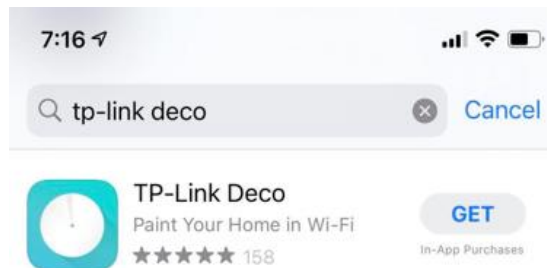 7:16
tp-link deco
Cancel
TP-Link Deco
Paint Your Home in Wi-Fi
158
GET
In-App Purchases